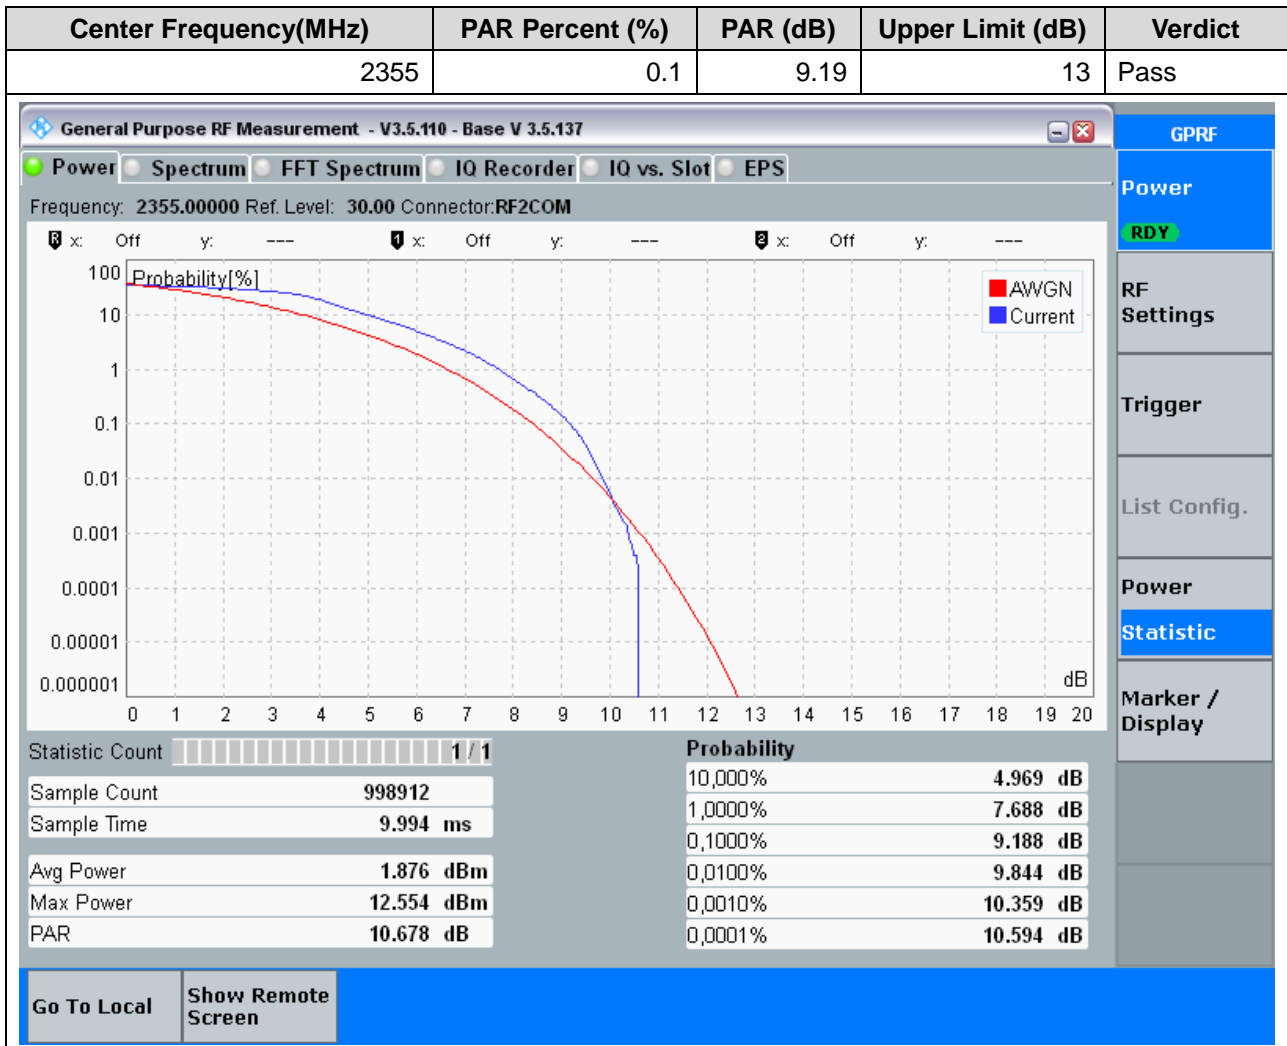 Center Frequency(MHz) PAR Percent (%) PAR (dB) Upper Limit (dB) Verdict
2355 0.1 9.19 13 Pass
General Purpose RF Measurement - V3.5.110 - Base V 3.5.137
GPRF
Power Spectrum FFT Spectrum IQ Recorder IQ vs. Slot EPS
Power
RDY
Frequency: 2355.00000 Ref. Level: 30.00 Connector:RF2COM
R x: Off y: --- 1 x: Off y: --- 2 x: Off y: ---
Probability[%]
AWGN
Current
100
10
1
0.1
0.01
0.001
0.0001
0.00001
0.000001
dB
0 1 2 3 4 5 6 7 8 9 10 11 12 13 14 15 16 17 18 19 20
RF
Settings
Trigger
List Config.
Power
Statistic
Marker /
Display
Statistic Count 1 / 1
Sample Count 998912
Sample Time 9.994 ms
Avg Power 1.876 dBm
Max Power 12.554 dBm
PAR 10.678 dB
Probability
10,000% 4.969 dB
1,0000% 7.688 dB
0,1000% 9.188 dB
0,0100% 9.844 dB
0,0010% 10.359 dB
0,0001% 10.594 dB
Go To Local
Show Remote
Screen